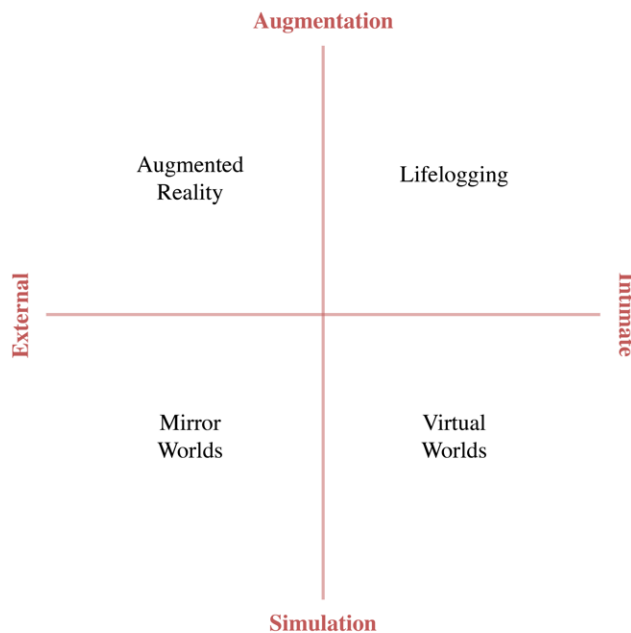 Augmentation
Augmented
Reality
Lifelogging
External
Intimate
Mirror
Worlds
Virtual
Worlds
Simulation